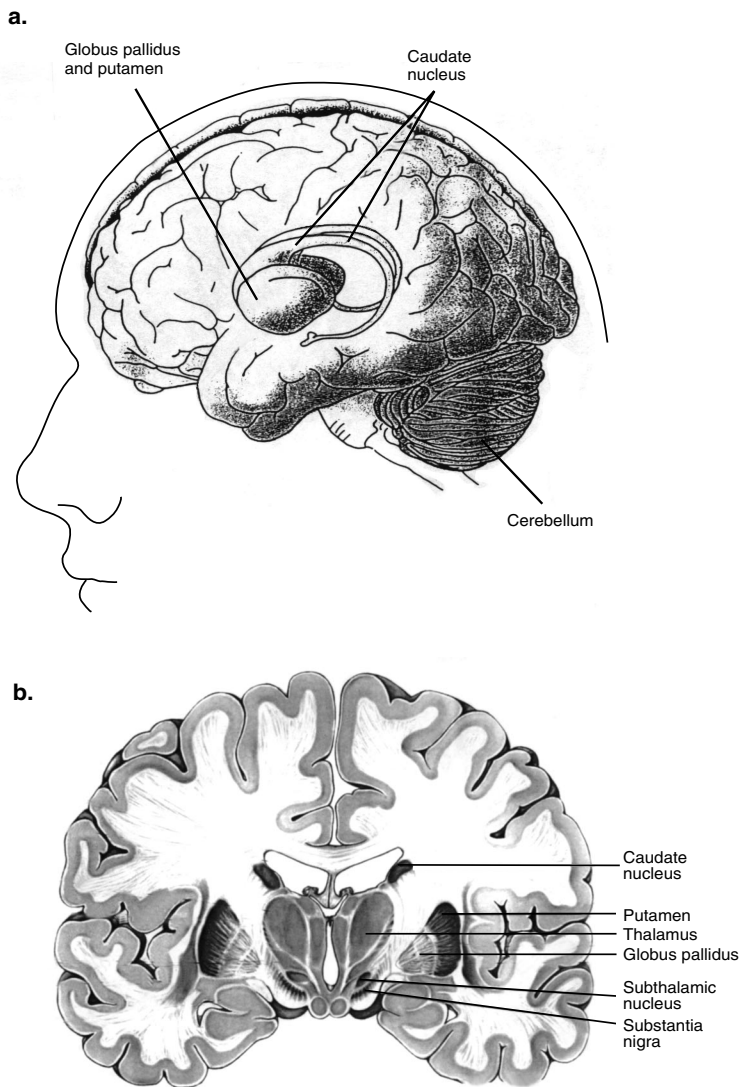 a.
Globus pallidus
and putamen
Caudate
nucleus
Cerebellum
b.
Caudate
nucleus
Putamen
Thalamus
Globus pallidus
Subthalamic
nucleus
Substantia
nigra